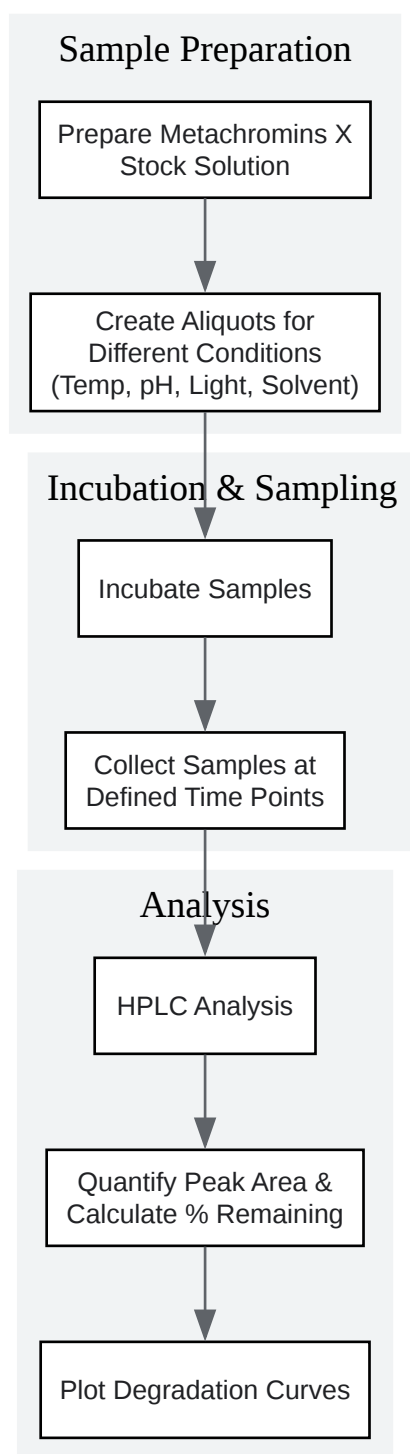 Sample Preparation
Prepare Metachromins X
Stock Solution
Create Aliquots for
Different Conditions
(Temp, pH, Light, Solvent)
Incubation & Sampling
Incubate Samples
Collect Samples at
Defined Time Points
Analysis
HPLC Analysis
Quantify Peak Area &
Calculate % Remaining
Plot Degradation Curves